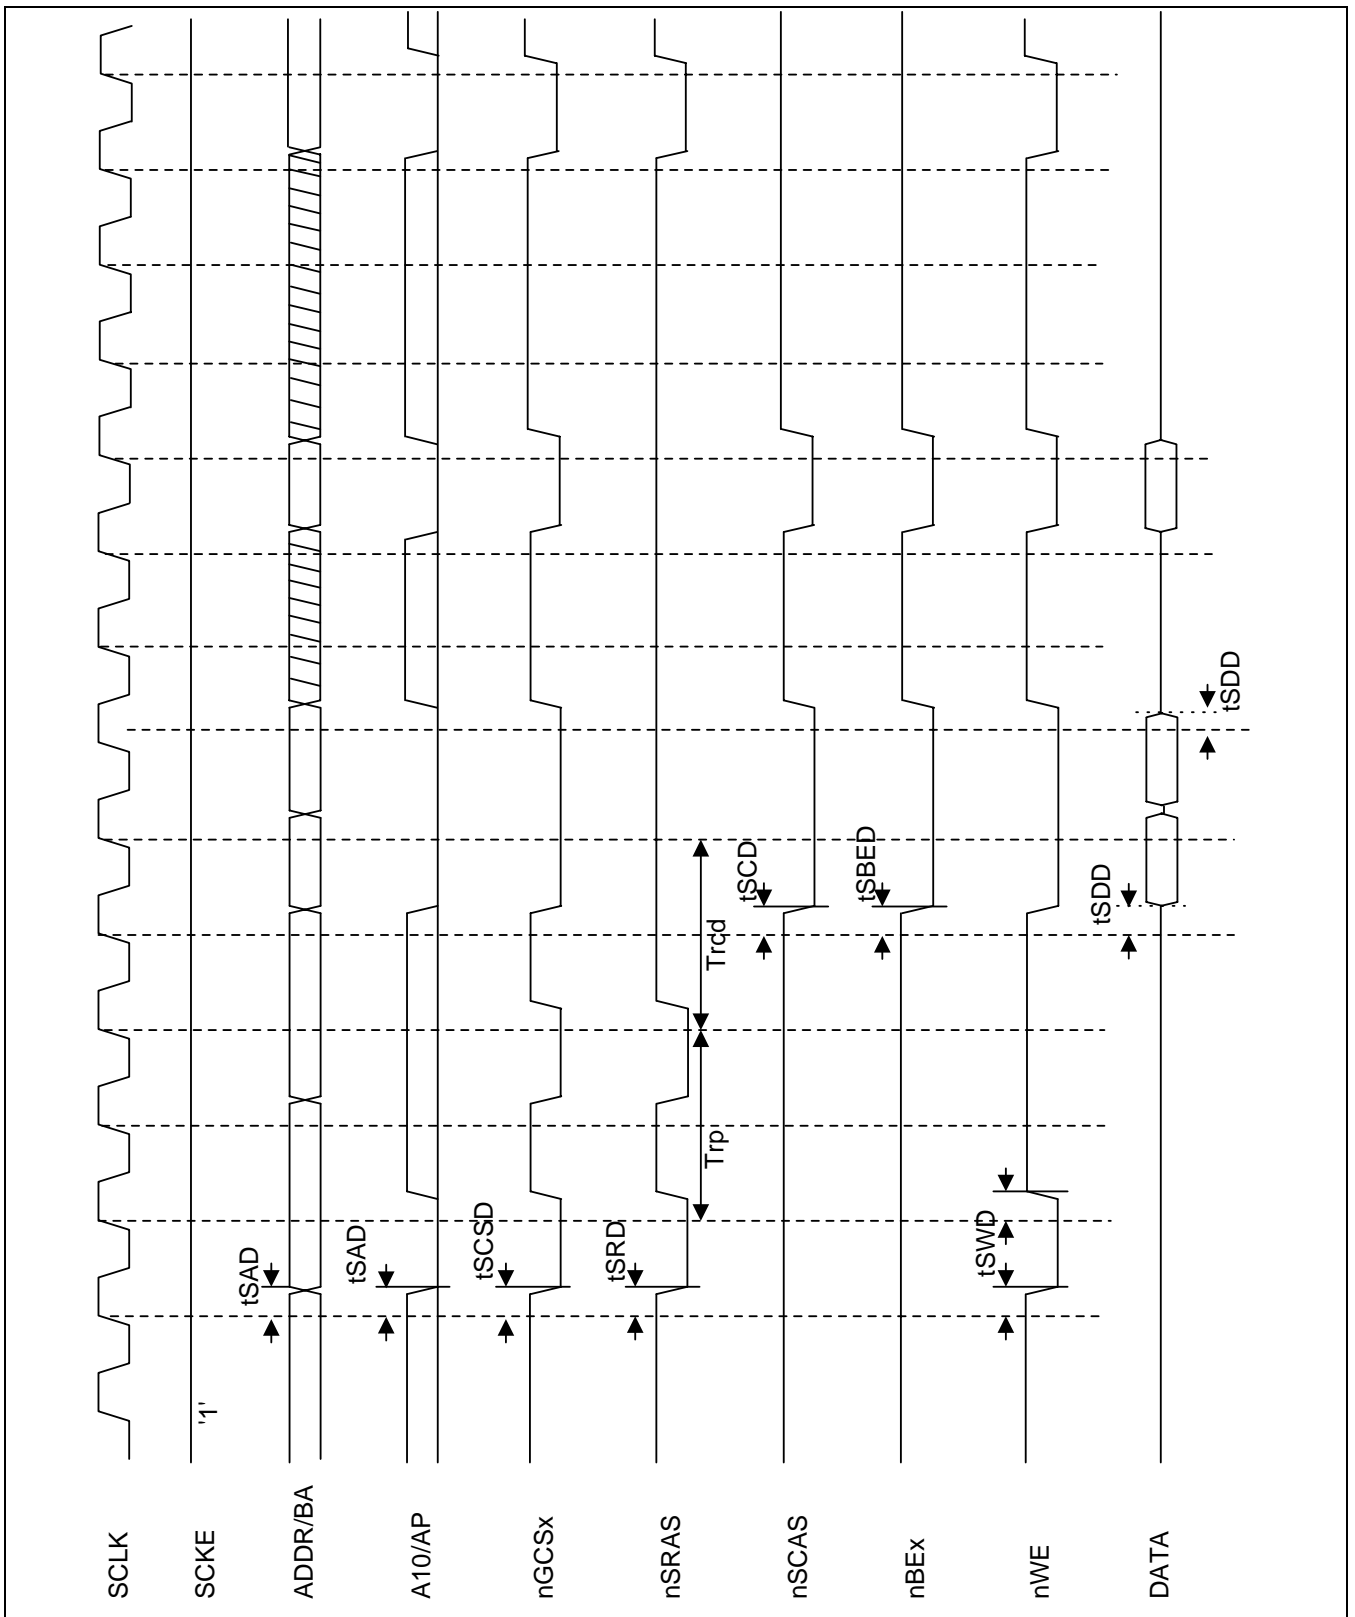 SCLK
SCKE
'1'
ADDR/BA
tSAD
A10/AP
tSAD
nGCSx
tSCSD
nSRAS
tSRD
Trp
Trcd
nSCAS
tSCD
nBEx
tSBED
nWE
tSWD
DATA
tSDD
tSDD